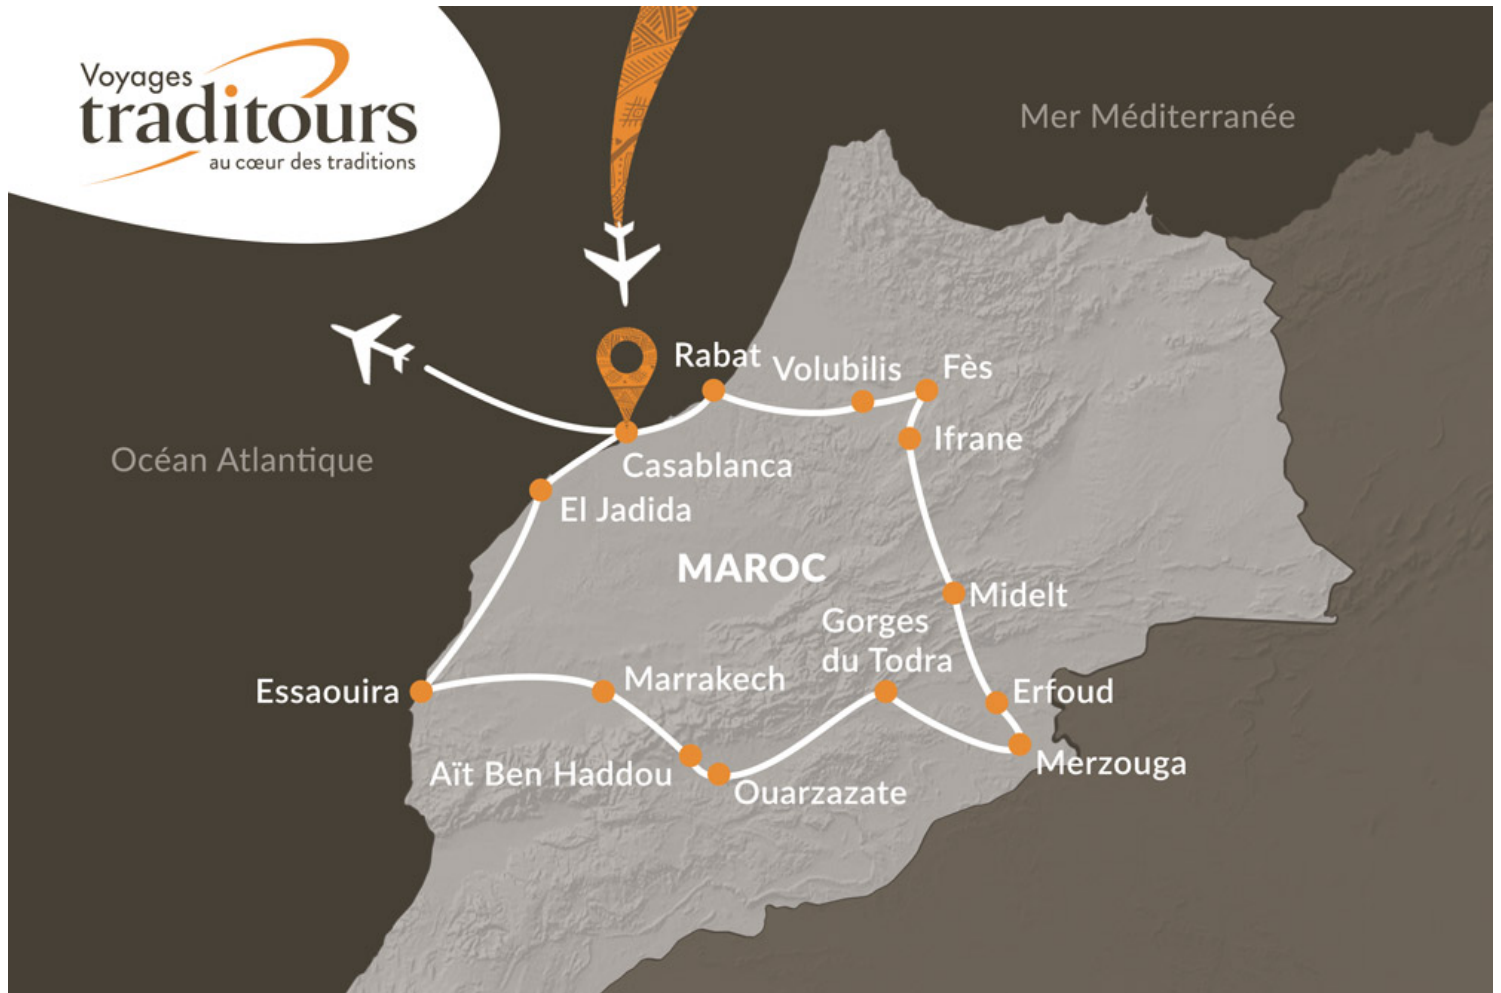 Voyages
traditours
au cœur des traditions
Mer Méditerranée
Rabat
Volubilis
Fès
Ifrane
Océan Atlantique
Casablanca
El Jadida
MAROC
Midelt
Gorges
du Todra
Essaouira
Marrakech
Erfoud
Merzouga
Aït Ben Haddou
Ouarzazate